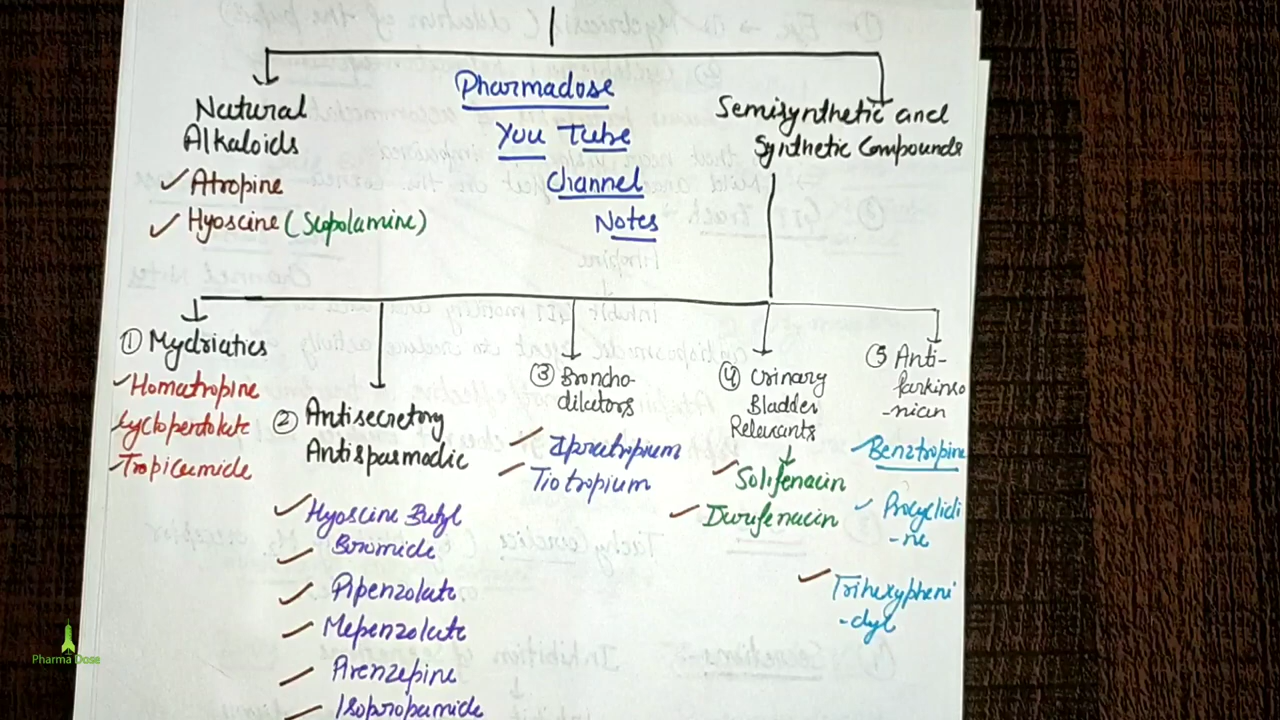 Natural
Alkaloids
Atropine
Hyoscine (Scopolamine)
Pharmadose
You Tube
Channel
Notes
Semisynthetic and
Synthetic Compounds
① Mydriatics
Homatropine
Cyclopentolate
Tropicamide
② Antisecretory
Antispasmodic
Hyoscine Butyl
Bromide
Pipenzolate
Mepenzolate
Pirenzepine
Isopropamide
③ Broncho-
dilators
Ipratripium
Tiotropium
④ Urinary
Bladder
Relaxants
Solifenacin
Darifenacin
⑤ Anti-
parkinso
-nian
Benztropine
Procyclidi
-ne
Trihexypheni
-dyl
Pharma Dose